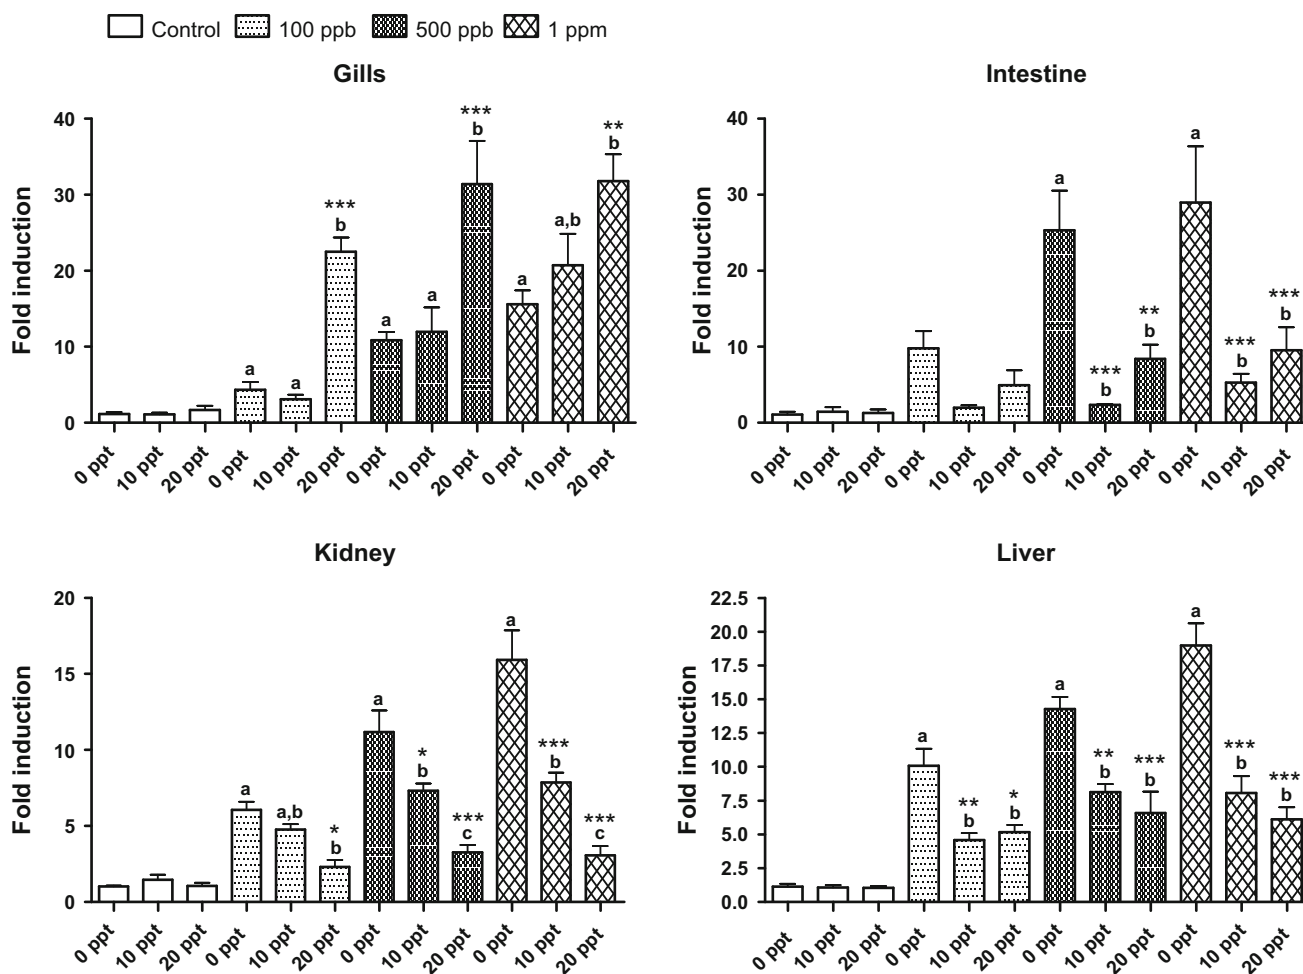 Control 100 ppb 500 ppb 1 ppm
Gills
Fold induction
40
30
20
10
0
a
a
***
b
a
a
***
b
a
a,b
**
b
0 ppt 10 ppt 20 ppt 0 ppt 10 ppt 20 ppt 0 ppt 10 ppt 20 ppt 0 ppt 10 ppt 20 ppt
Intestine
Fold induction
40
30
20
10
0
a
***
b
**
b
a
***
b
***
b
0 ppt 10 ppt 20 ppt 0 ppt 10 ppt 20 ppt 0 ppt 10 ppt 20 ppt 0 ppt 10 ppt 20 ppt
Kidney
Fold induction
20
15
10
5
0
a
a,b
*
b
a
*
b
***
c
a
***
b
***
c
0 ppt 10 ppt 20 ppt 0 ppt 10 ppt 20 ppt 0 ppt 10 ppt 20 ppt 0 ppt 10 ppt 20 ppt
Liver
Fold induction
22.5
20.0
17.5
15.0
12.5
10.0
7.5
5.0
2.5
0.0
a
**
b
*
b
a
**
b
***
b
a
***
b
***
b
0 ppt 10 ppt 20 ppt 0 ppt 10 ppt 20 ppt 0 ppt 10 ppt 20 ppt 0 ppt 10 ppt 20 ppt